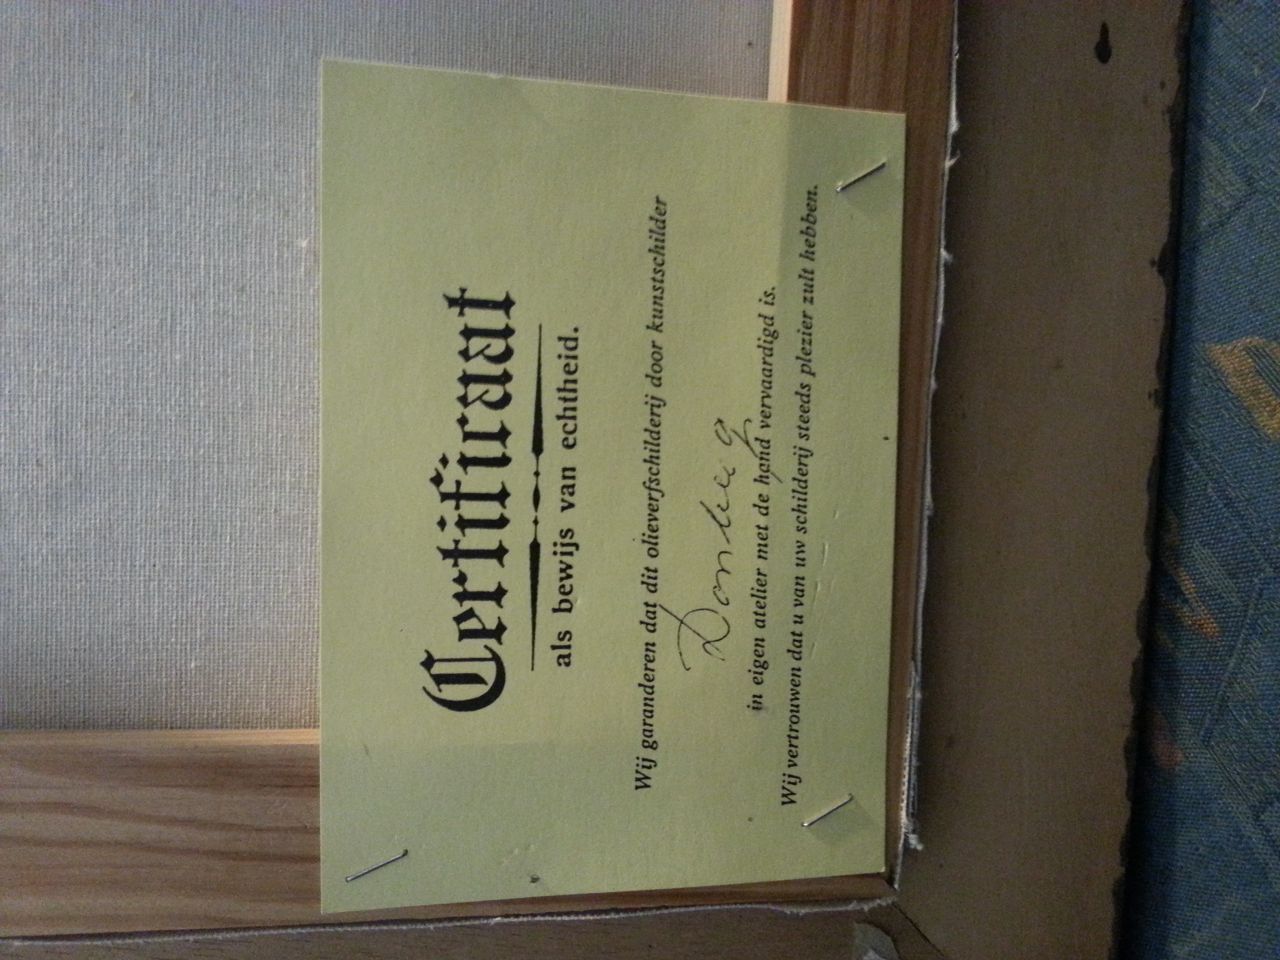 Certificaat
als bewijs van echtheid.
Wij garanderen dat dit olieverfschilderij door kunstschilder
in eigen atelier met de hand vervaardigd is.
Wij vertrouwen dat u van uw schilderij steeds plezier zult hebben.